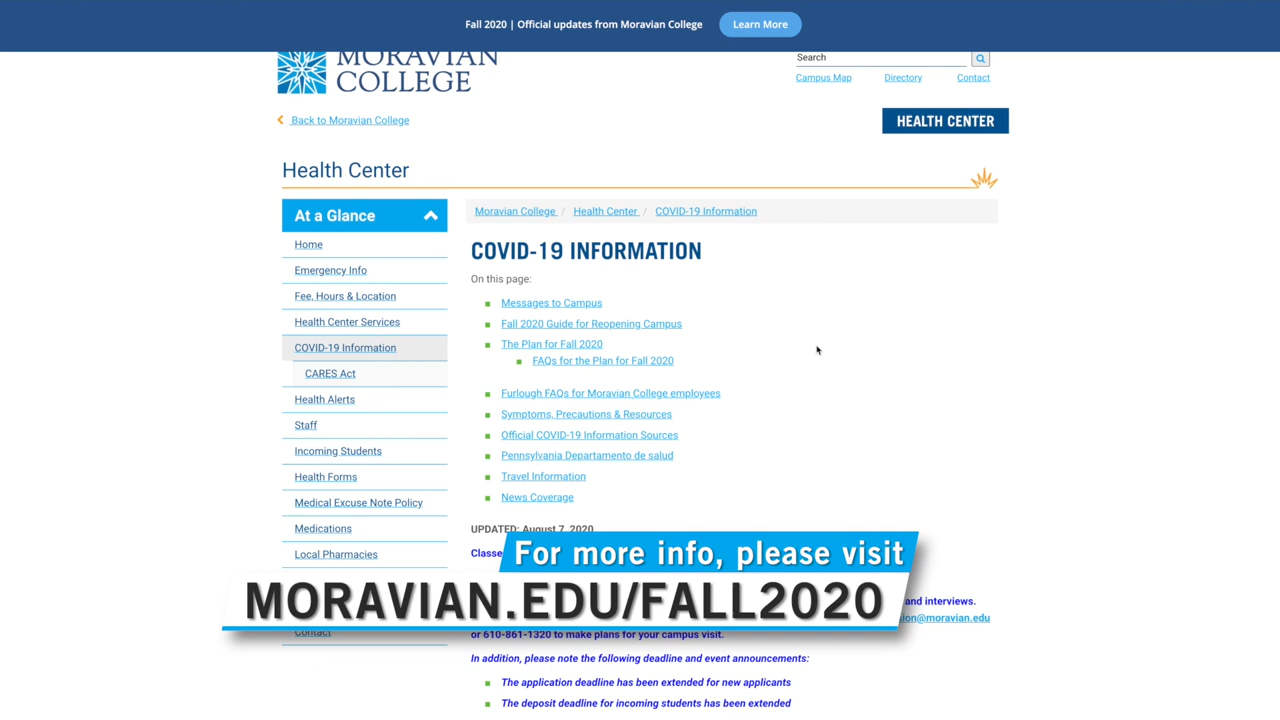 Fall 2020 | Official updates from Moravian College
Learn More
MORAVIAN
COLLEGE
Search
Campus Map
Directory
Contact
Back to Moravian College
HEALTH CENTER
Health Center
At a Glance
Home
Emergency Info
Fee, Hours & Location
Health Center Services
COVID-19 Information
CARES Act
Health Alerts
Staff
Incoming Students
Health Forms
Medical Excuse Note Policy
Medications
Local Pharmacies
Contact
Moravian College / Health Center / COVID-19 Information
COVID-19 INFORMATION
On this page:
Messages to Campus
Fall 2020 Guide for Reopening Campus
The Plan for Fall 2020
FAQs for the Plan for Fall 2020
Furlough FAQs for Moravian College employees
Symptoms, Precautions & Resources
Official COVID-19 Information Sources
Pennsylvania Departamento de salud
Travel Information
News Coverage
UPDATED: August 7, 2020
For more info, please visit
MORAVIAN.EDU/FALL2020
and interviews.
or 610-861-1320 to make plans for your campus visit.
In addition, please note the following deadline and event announcements:
The application deadline has been extended for new applicants
The deposit deadline for incoming students has been extended